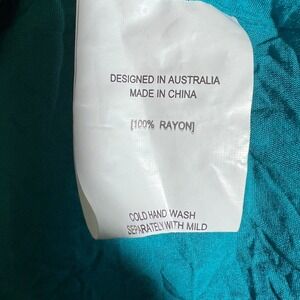 DESIGNED IN AUSTRALIA
MADE IN CHINA
[100% RAYON]
COLD HAND WASH
SEPARATELY WITH MILD